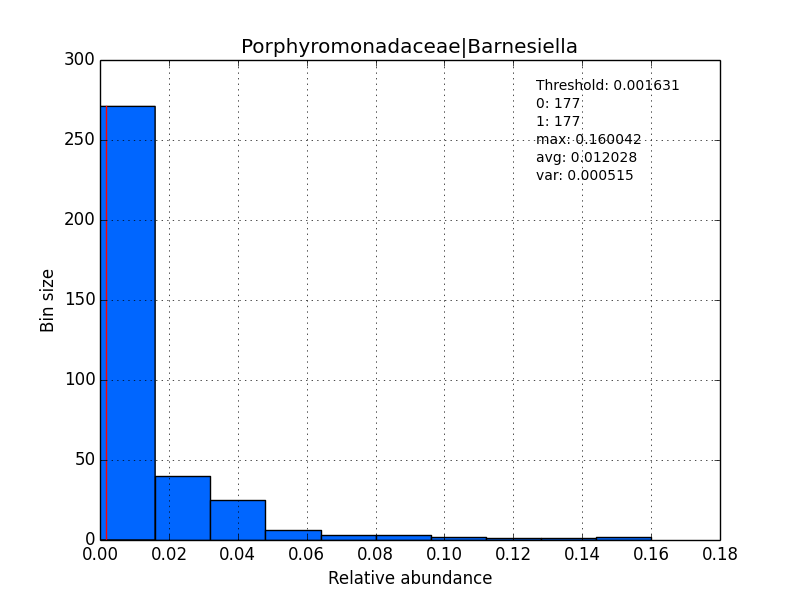 Porphyromonadaceae|Barnesiella
Threshold: 0.001631
0: 177
1: 177
max: 0.160042
avg: 0.012028
var: 0.000515
Bin size
300
250
200
150
100
50
0
0.00 0.02 0.04 0.06 0.08 0.10 0.12 0.14 0.16 0.18
Relative abundance